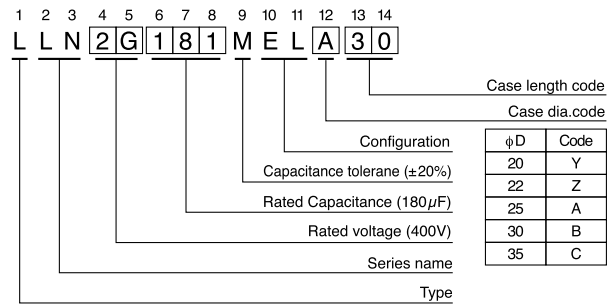 1 2 3 4 5 6 7 8 9 10 11 12 13 14
L L N 2 G 1 8 1 M E L A 3 0
Case length code
Case dia.code
Configuration
Capacitance tolerane (±20%)
Rated Capacitance (180µF)
Rated voltage (400V)
Series name
Type
ϕD Code
20 Y
22 Z
25 A
30 B
35 C